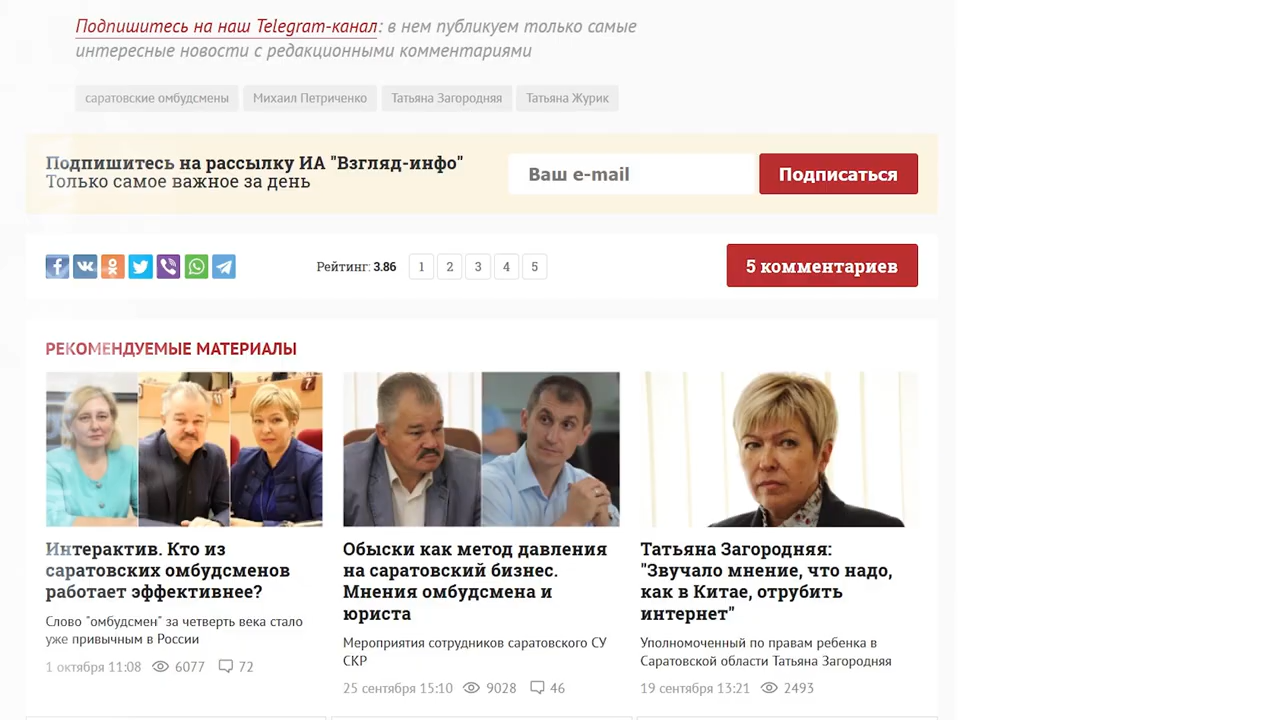 Подпишитесь на наш Telegram-канал: в нем публикуем только самые
интересные новости с редакционными комментариями
саратовские омбудсмены Михаил Петриченко Татьяна Загородняя Татьяна Журик
Подпишитесь на рассылку ИА "Взгляд-инфо"
Только самое важное за день
Ваш e-mail
Подписаться
Рейтинг: 3.86 1 2 3 4 5
5 комментариев
РЕКОМЕНДУЕМЫЕ МАТЕРИАЛЫ
Интерактив. Кто из
саратовских омбудсменов
работает эффективнее?
Слово "омбудсмен" за четверть века стало
уже привычным в России
1 октября 11:08 6077 72
Обыски как метод давления
на саратовский бизнес.
Мнения омбудсмена и
юриста
Мероприятия сотрудников саратовского СУ
СКР
25 сентября 15:10 9028 46
Татьяна Загородняя:
"Звучало мнение, что надо,
как в Китае, отрубить
интернет"
Уполномоченный по правам ребенка в
Саратовской области Татьяна Загородняя
19 сентября 13:21 2493